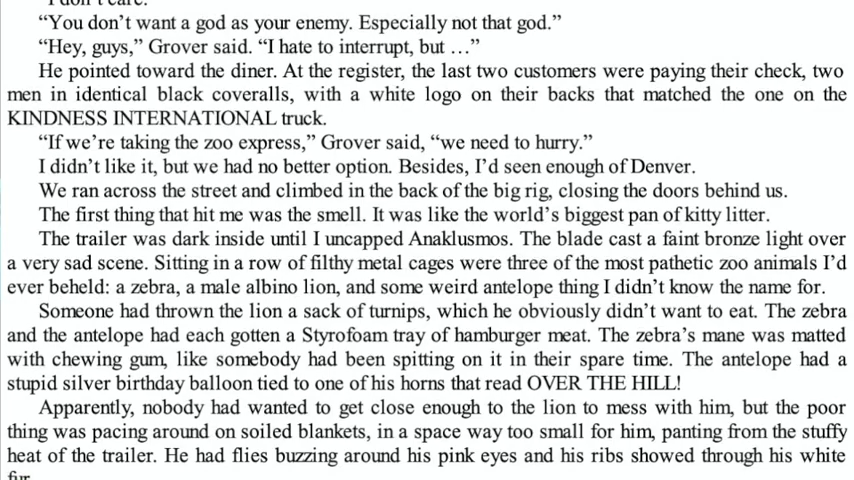 "I don't care."
"You don't want a god as your enemy. Especially not that god."
"Hey, guys," Grover said. "I hate to interrupt, but …"
He pointed toward the diner. At the register, the last two customers were paying their check, two
men in identical black coveralls, with a white logo on their backs that matched the one on the
KINDNESS INTERNATIONAL truck.
"If we're taking the zoo express," Grover said, "we need to hurry."
I didn't like it, but we had no better option. Besides, I'd seen enough of Denver.
We ran across the street and climbed in the back of the big rig, closing the doors behind us.
The first thing that hit me was the smell. It was like the world's biggest pan of kitty litter.
The trailer was dark inside until I uncapped Anaklusmos. The blade cast a faint bronze light over
a very sad scene. Sitting in a row of filthy metal cages were three of the most pathetic zoo animals I'd
ever beheld: a zebra, a male albino lion, and some weird antelope thing I didn't know the name for.
Someone had thrown the lion a sack of turnips, which he obviously didn't want to eat. The zebra
and the antelope had each gotten a Styrofoam tray of hamburger meat. The zebra's mane was matted
with chewing gum, like somebody had been spitting on it in their spare time. The antelope had a
stupid silver birthday balloon tied to one of his horns that read OVER THE HILL!
Apparently, nobody had wanted to get close enough to the lion to mess with him, but the poor
thing was pacing around on soiled blankets, in a space way too small for him, panting from the stuffy
heat of the trailer. He had flies buzzing around his pink eyes and his ribs showed through his white
fur.